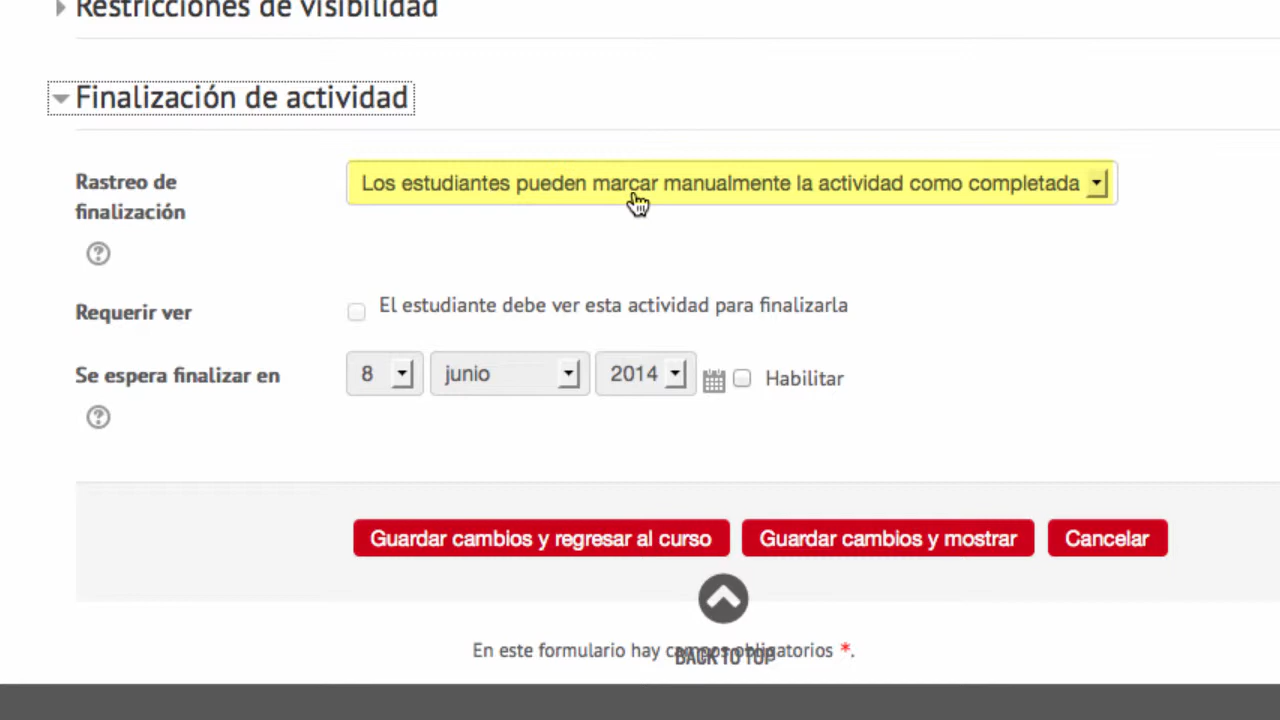 Restricciones de visibilidad
Finalización de actividad
Rastreo de
finalización
Los estudiantes pueden marcar manualmente la actividad como completada
Requerir ver
El estudiante debe ver esta actividad para finalizarla
Se espera finalizar en
8 junio 2014 Habilitar
Guardar cambios y regresar al curso Guardar cambios y mostrar Cancelar
En este formulario hay campos obligatorios *.
BACK TO TOP